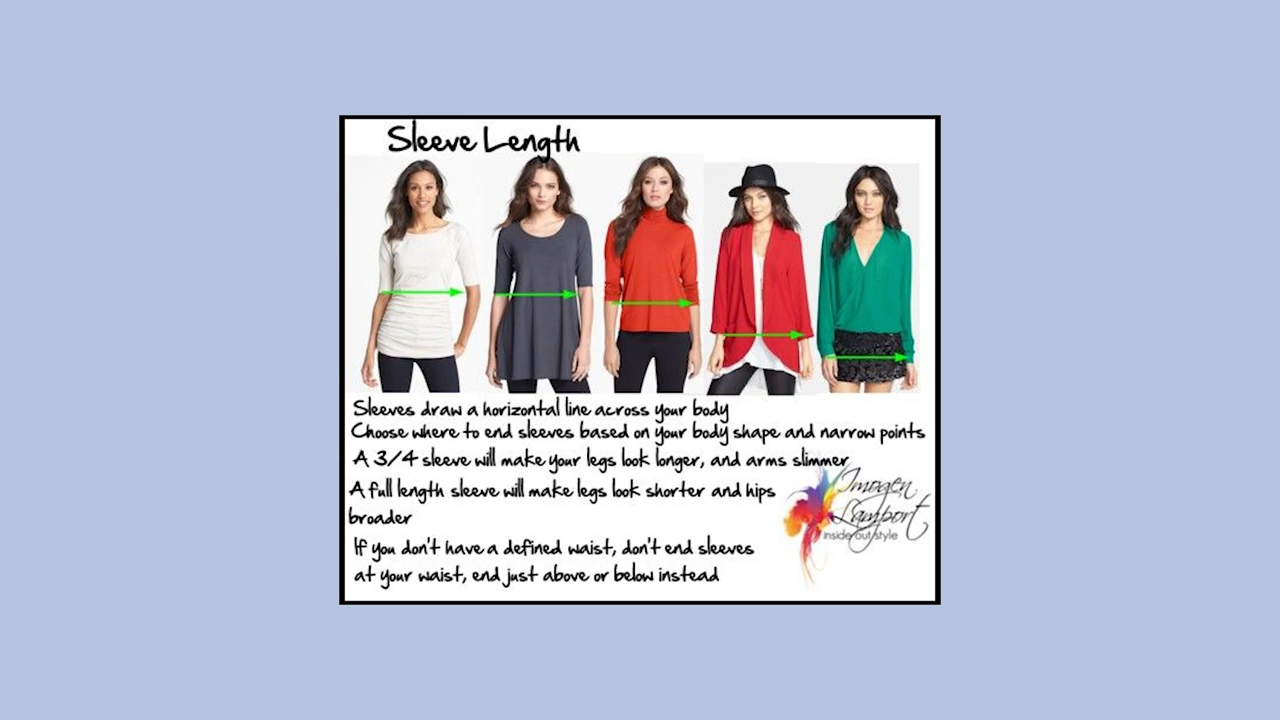 Sleeve Length
Sleeves draw a horizontal line across your body
Choose where to end sleeves based on your body shape and narrow points
A 3/4 sleeve will make your legs look longer, and arms slimmer
A full length sleeve will make legs look shorter and hips
broader
If you don't have a defined waist, don't end sleeves
at your waist, end just above or below instead
Imogen
Lamport
inside out style